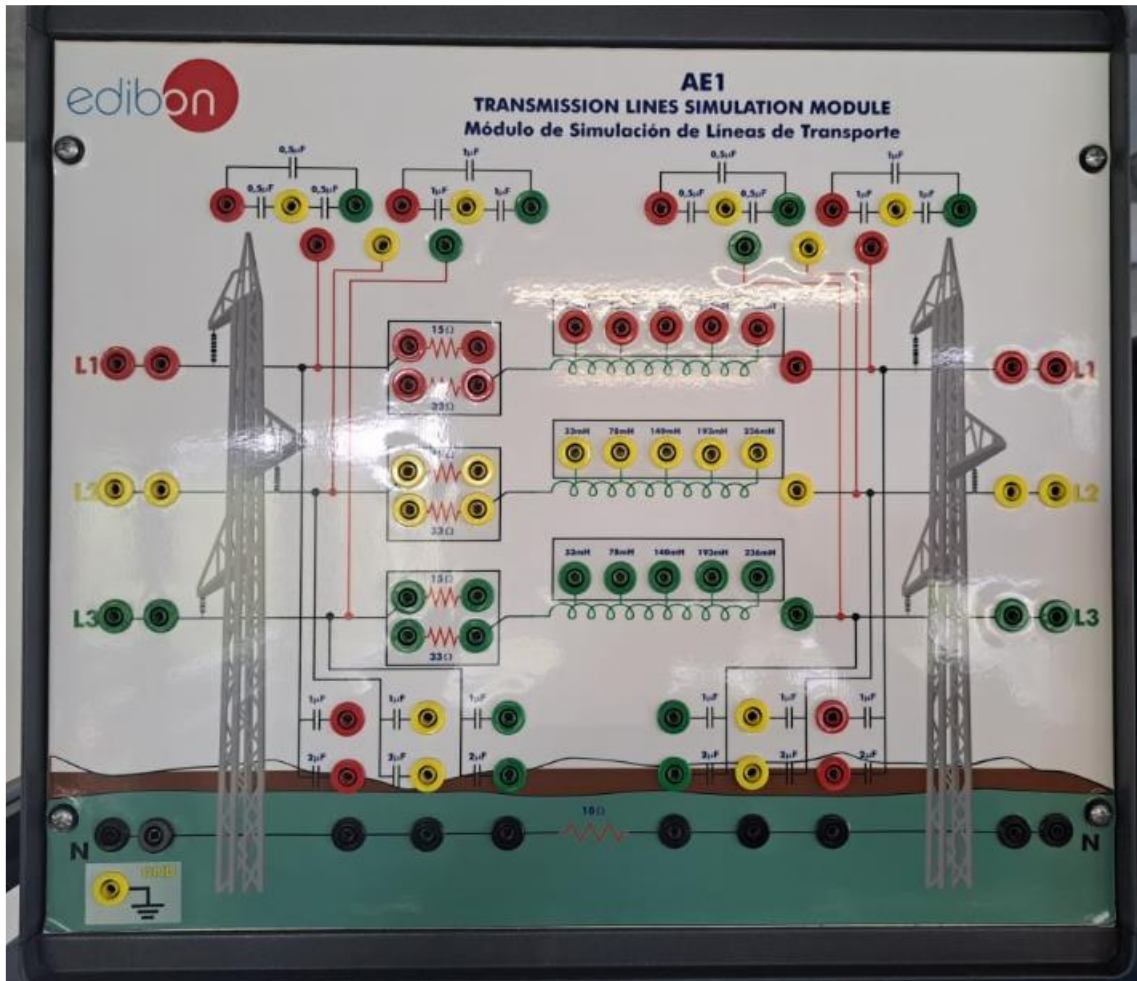 edibon
AE1
TRANSMISSION LINES SIMULATION MODULE
Módulo de Simulación de Líneas de Transporte
0,5µF 1µF 0,5µF 1µF
0,5µF 0,5µF 1µF 1µF 0,5µF 0,5µF 1µF 1µF
15Ω
L1 L1
33Ω
33mH 78mH 140mH 193mH 236mH
L2 L2
33Ω
33mH 78mH 140mH 193mH 236mH
15Ω
L3 L3
33Ω
1µF 1µF 1µF 1µF 1µF 1µF
2µF 2µF 2µF 2µF 2µF 2µF
10Ω
N N
GND